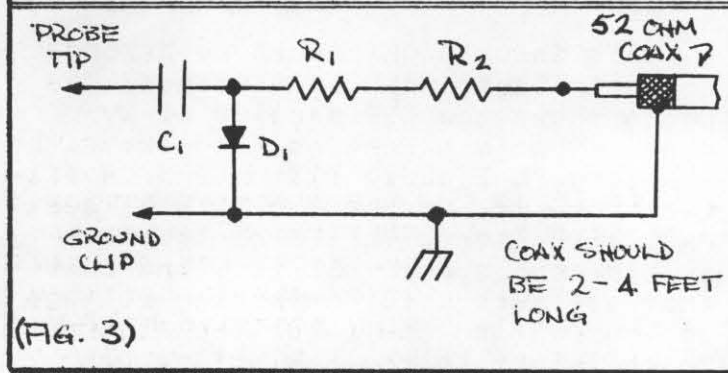 PROBE
TIP
R1
R2
52 OHM
COAX
C1
D1
GROUND
CLIP
COAX SHOULD
BE 2-4 FEET
LONG
(FIG. 3)